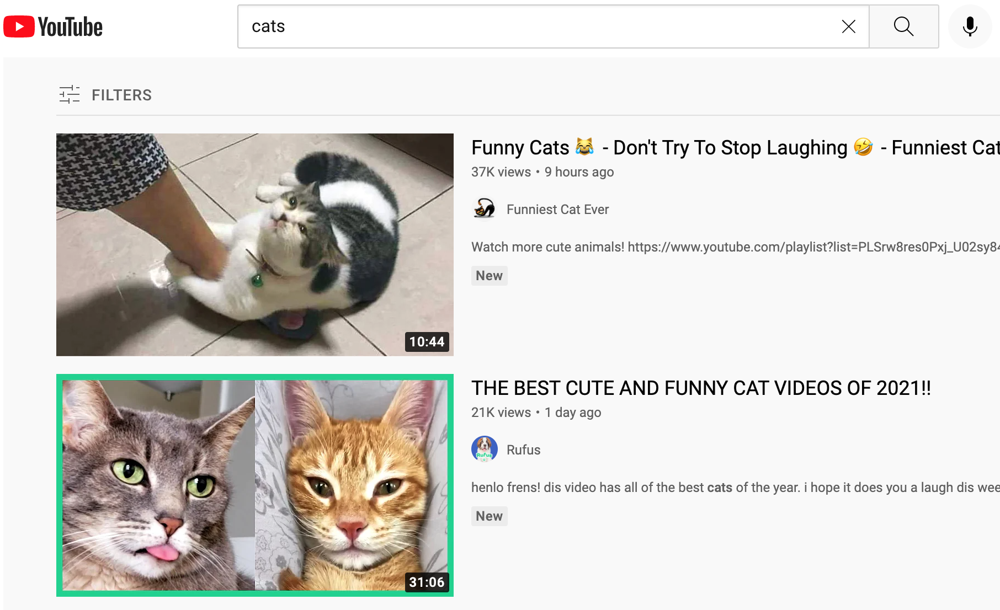 YouTube
cats
FILTERS
Funny Cats 😹 - Don't Try To Stop Laughing 🤣 - Funniest Cat
37K views • 9 hours ago
Funniest Cat Ever
Watch more cute animals! https://www.youtube.com/playlist?list=PLSrw8res0Pxj_U02sy84
New
10:44
THE BEST CUTE AND FUNNY CAT VIDEOS OF 2021!!
21K views • 1 day ago
Rufus
Rufus
henlo frens! dis video has all of the best cats of the year. i hope it does you a laugh dis wee
New
31:06